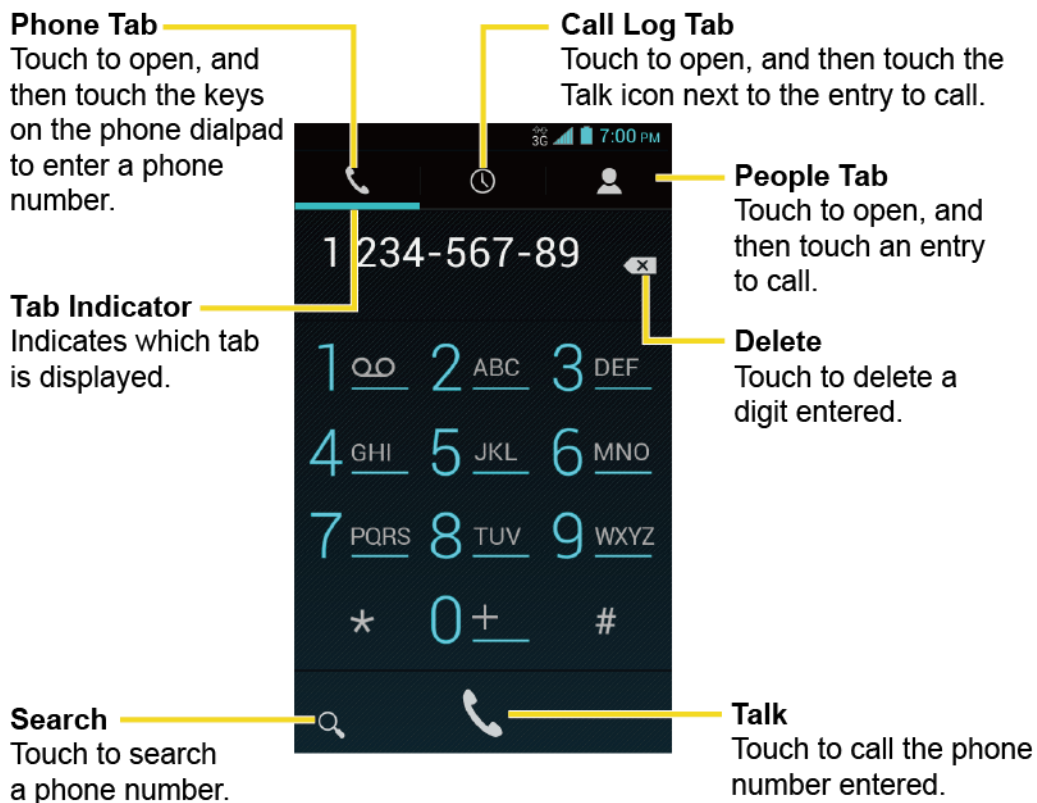 Phone Tab
Touch to open, and
then touch the keys
on the phone dialpad
to enter a phone
number.
Call Log Tab
Touch to open, and then touch the
Talk icon next to the entry to call.
3G 7:00 PM
People Tab
Touch to open, and
then touch an entry
to call.
1 234-567-89
Tab Indicator
Indicates which tab
is displayed.
Delete
Touch to delete a
digit entered.
1 2 ABC 3 DEF
4 GHI 5 JKL 6 MNO
7 PQRS 8 TUV 9 WXYZ
* 0 + #
Search
Touch to search
a phone number.
Talk
Touch to call the phone
number entered.